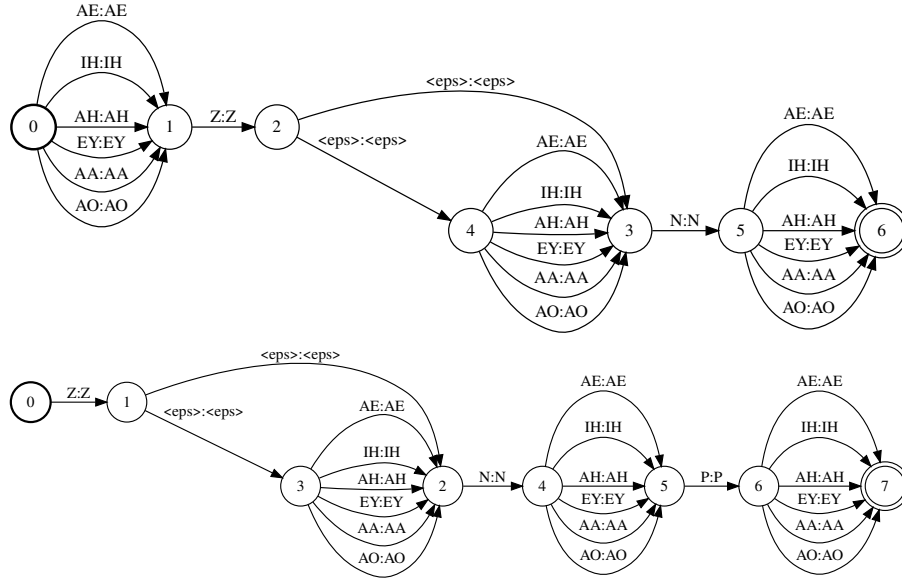 AE:AE
IH:IH
AH:AH
EY:EY
AA:AA
AO:AO
0
1
Z:Z
2
<eps>:<eps>
<eps>:<eps>
4
AE:AE
IH:IH
AH:AH
EY:EY
AA:AA
AO:AO
3
N:N
5
AE:AE
IH:IH
AH:AH
EY:EY
AA:AA
AO:AO
6
0
Z:Z
1
<eps>:<eps>
<eps>:<eps>
3
AE:AE
IH:IH
AH:AH
EY:EY
AA:AA
AO:AO
2
N:N
4
AE:AE
IH:IH
AH:AH
EY:EY
AA:AA
AO:AO
5
P:P
6
AE:AE
IH:IH
AH:AH
EY:EY
AA:AA
AO:AO
7